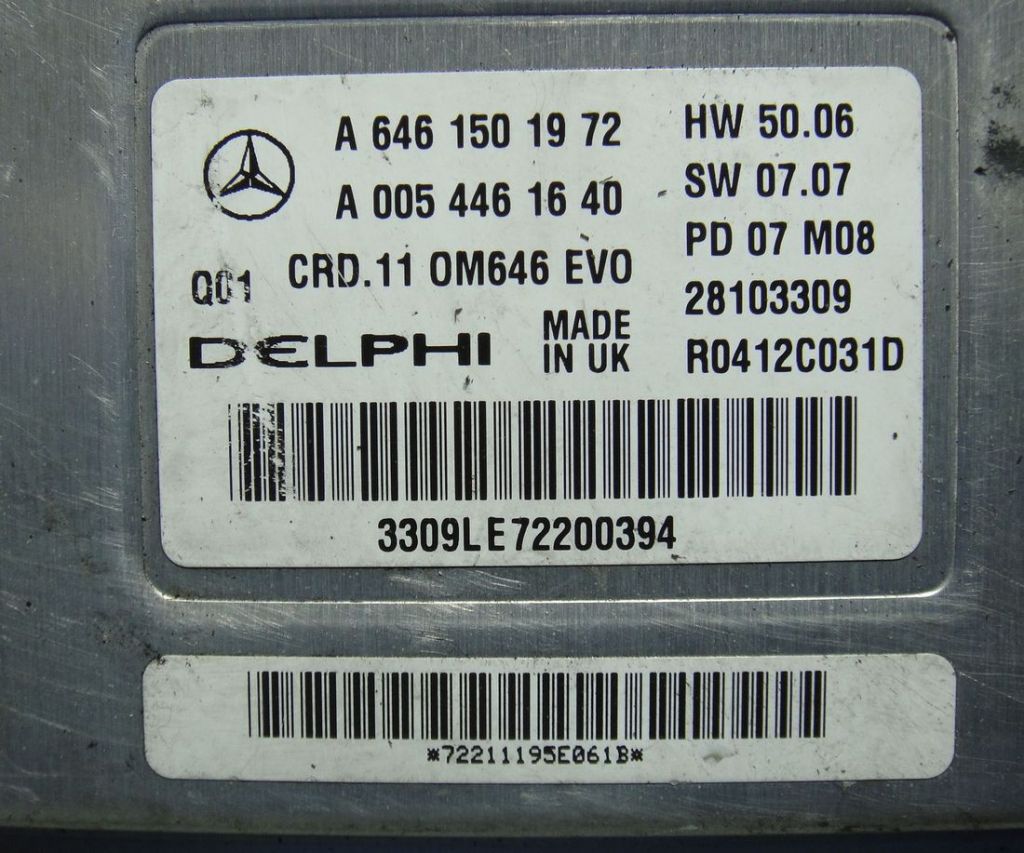 A 646 150 19 72
A 005 446 16 40
CRD.11 OM646 EVO
Q01
DELPHI
MADE
IN UK
HW 50.06
SW 07.07
PD 07 M08
28103309
R0412C031D
3309LE72200394
*72211195E061B*